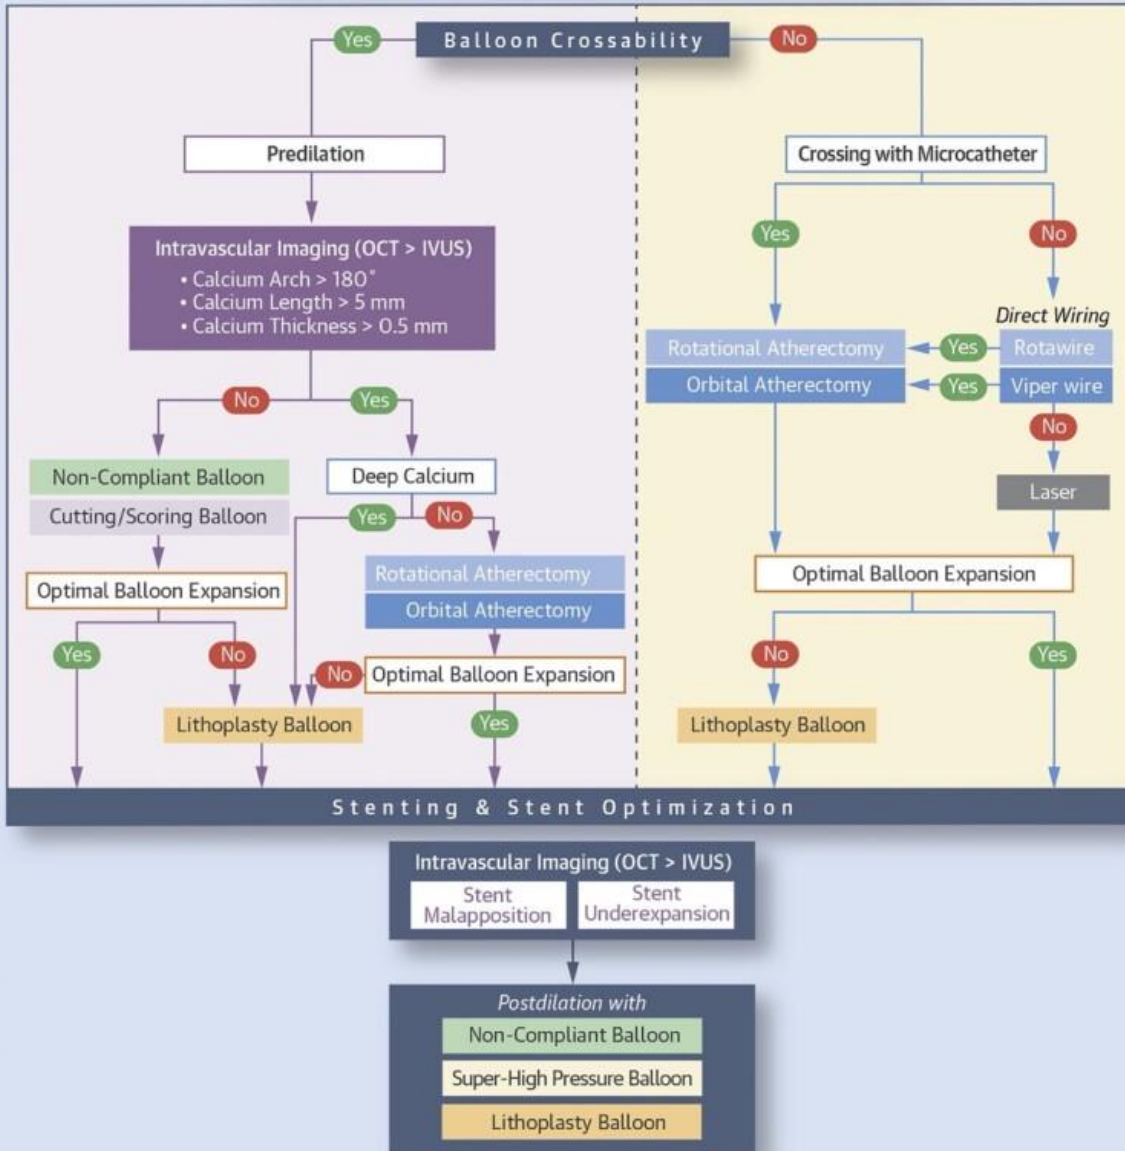 Balloon Crossability
Yes
No
Predilation
Intravascular Imaging (OCT > IVUS)
• Calcium Arch > 180°
• Calcium Length > 5 mm
• Calcium Thickness > 0.5 mm
No
Yes
Non-Compliant Balloon
Cutting/Scoring Balloon
Optimal Balloon Expansion
Yes
No
Deep Calcium
Yes
No
Rotational Atherectomy
Orbital Atherectomy
Optimal Balloon Expansion
No
Yes
Lithoplasty Balloon
Crossing with Microcatheter
Yes
No
Direct Wiring
Rotational Atherectomy
Yes
Rotawire
Orbital Atherectomy
Yes
Viper wire
No
Laser
Optimal Balloon Expansion
No
Yes
Lithoplasty Balloon
Stenting & Stent Optimization
Intravascular Imaging (OCT > IVUS)
Stent
Malapposition
Stent
Underexpansion
Postdilation with
Non-Compliant Balloon
Super-High Pressure Balloon
Lithoplasty Balloon